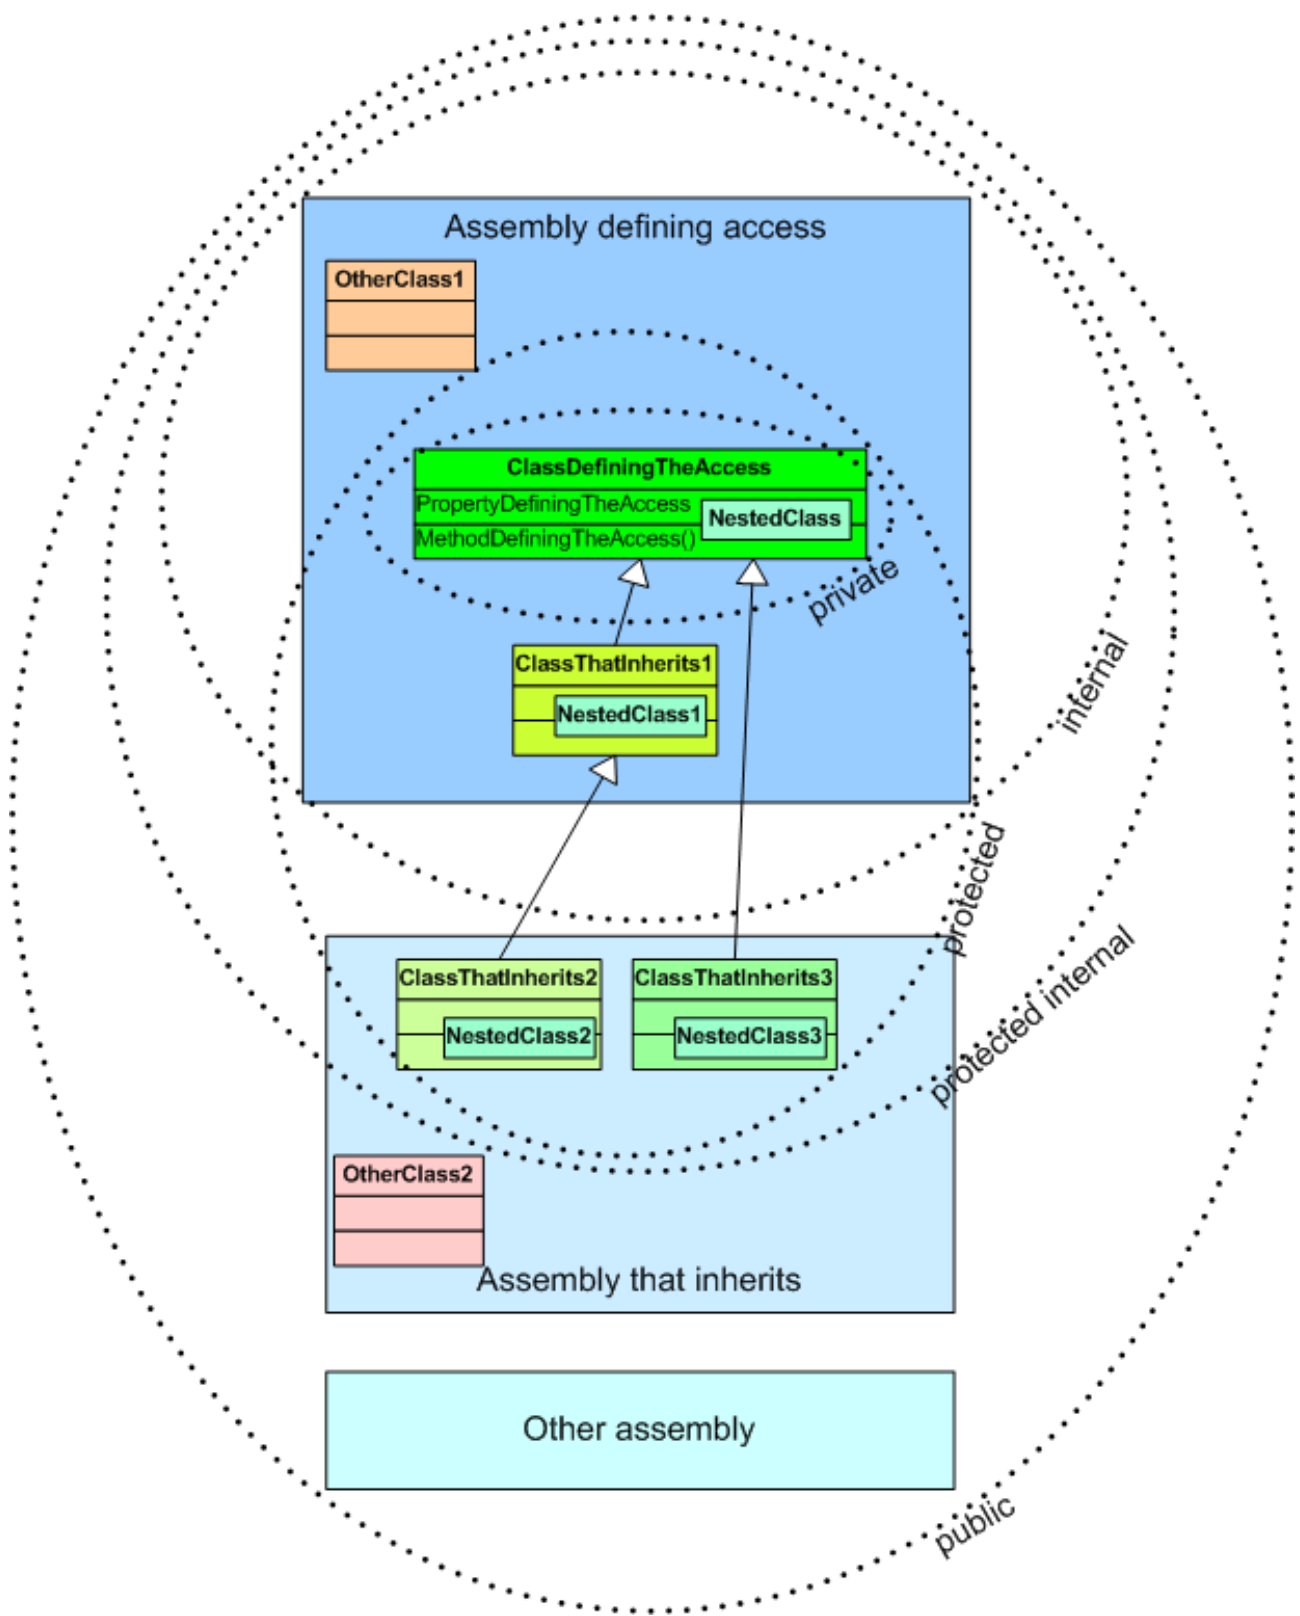 Assembly defining access
OtherClass1
ClassDefiningTheAccess
PropertyDefiningTheAccess
NestedClass
MethodDefiningTheAccess()
private
ClassThatInherits1
internal
NestedClass1
protected
protected internal
ClassThatInherits2
ClassThatInherits3
NestedClass2
NestedClass3
OtherClass2
Assembly that inherits
Other assembly
public